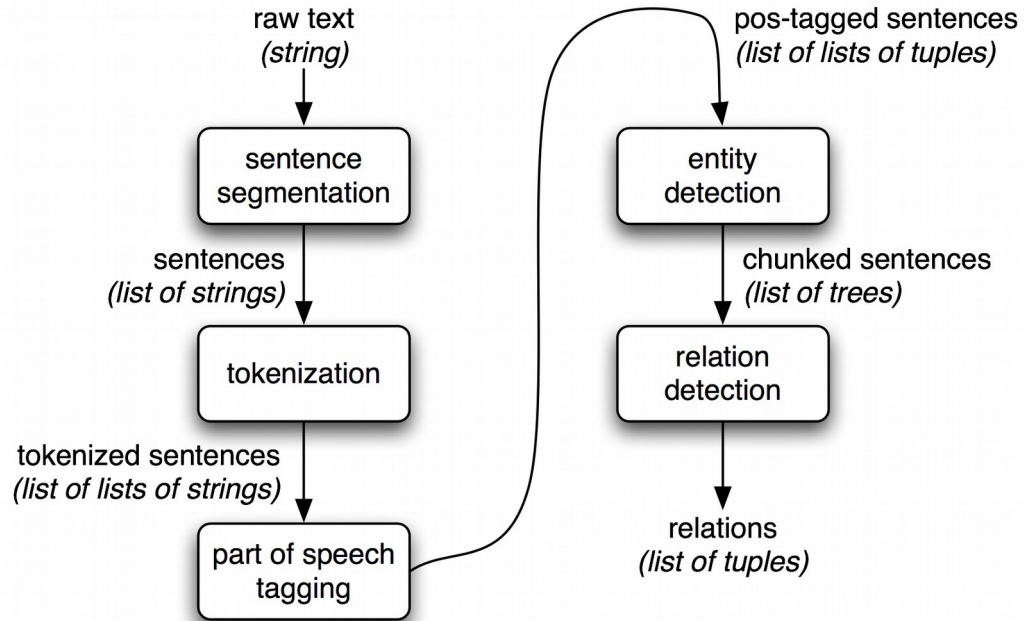 raw text
(string)
sentence
segmentation
sentences
(list of strings)
tokenization
tokenized sentences
(list of lists of strings)
part of speech
tagging
pos-tagged sentences
(list of lists of tuples)
entity
detection
chunked sentences
(list of trees)
relation
detection
relations
(list of tuples)